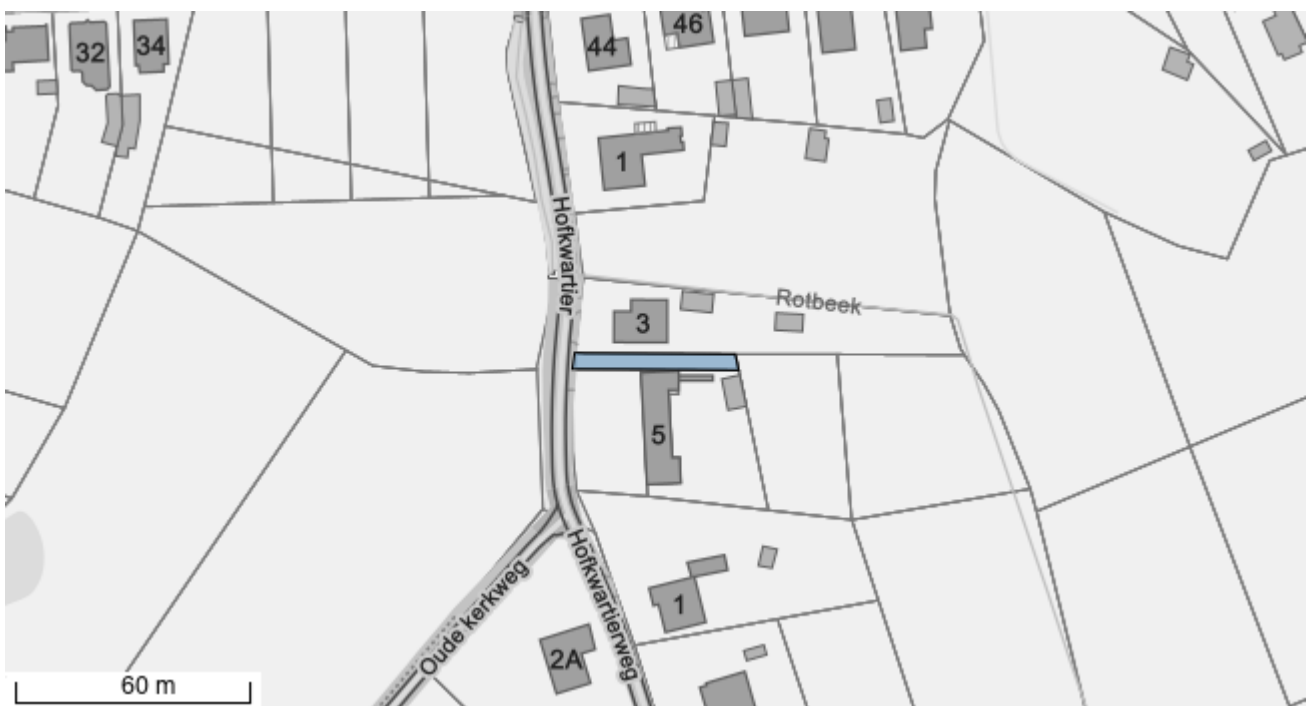 32
34
44
46
1
Hofkwartier
3
Rotbeek
5
Oude kerkweg
Hofkwartierweg
1
2A
60 m